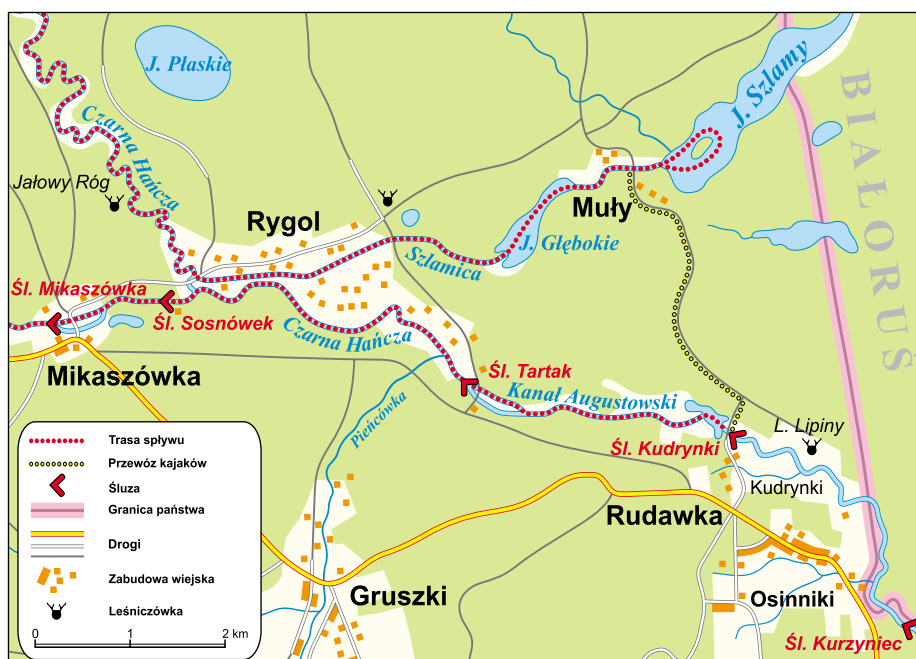 J. Płaskie
J. Szlamy
BIAŁORUŚ
Czarna Hańcza
Jałowy Róg
Rygol
Muły
J. Głębokie
Szlamica
Śl. Mikaszówka
Śl. Sosnówek
Czarna Hańcza
Mikaszówka
Śl. Tartak
Kanał Augustowski
Pieńcówka
Śl. Kudrynki
L. Lipiny
Kudrynki
Rudawka
Gruszki
Osinniki
Śl. Kurzyniec
Trasa spływu
Przewóz kajaków
Śluza
Granica państwa
Drogi
Zabudowa wiejska
Leśniczówka
0 1 2 km